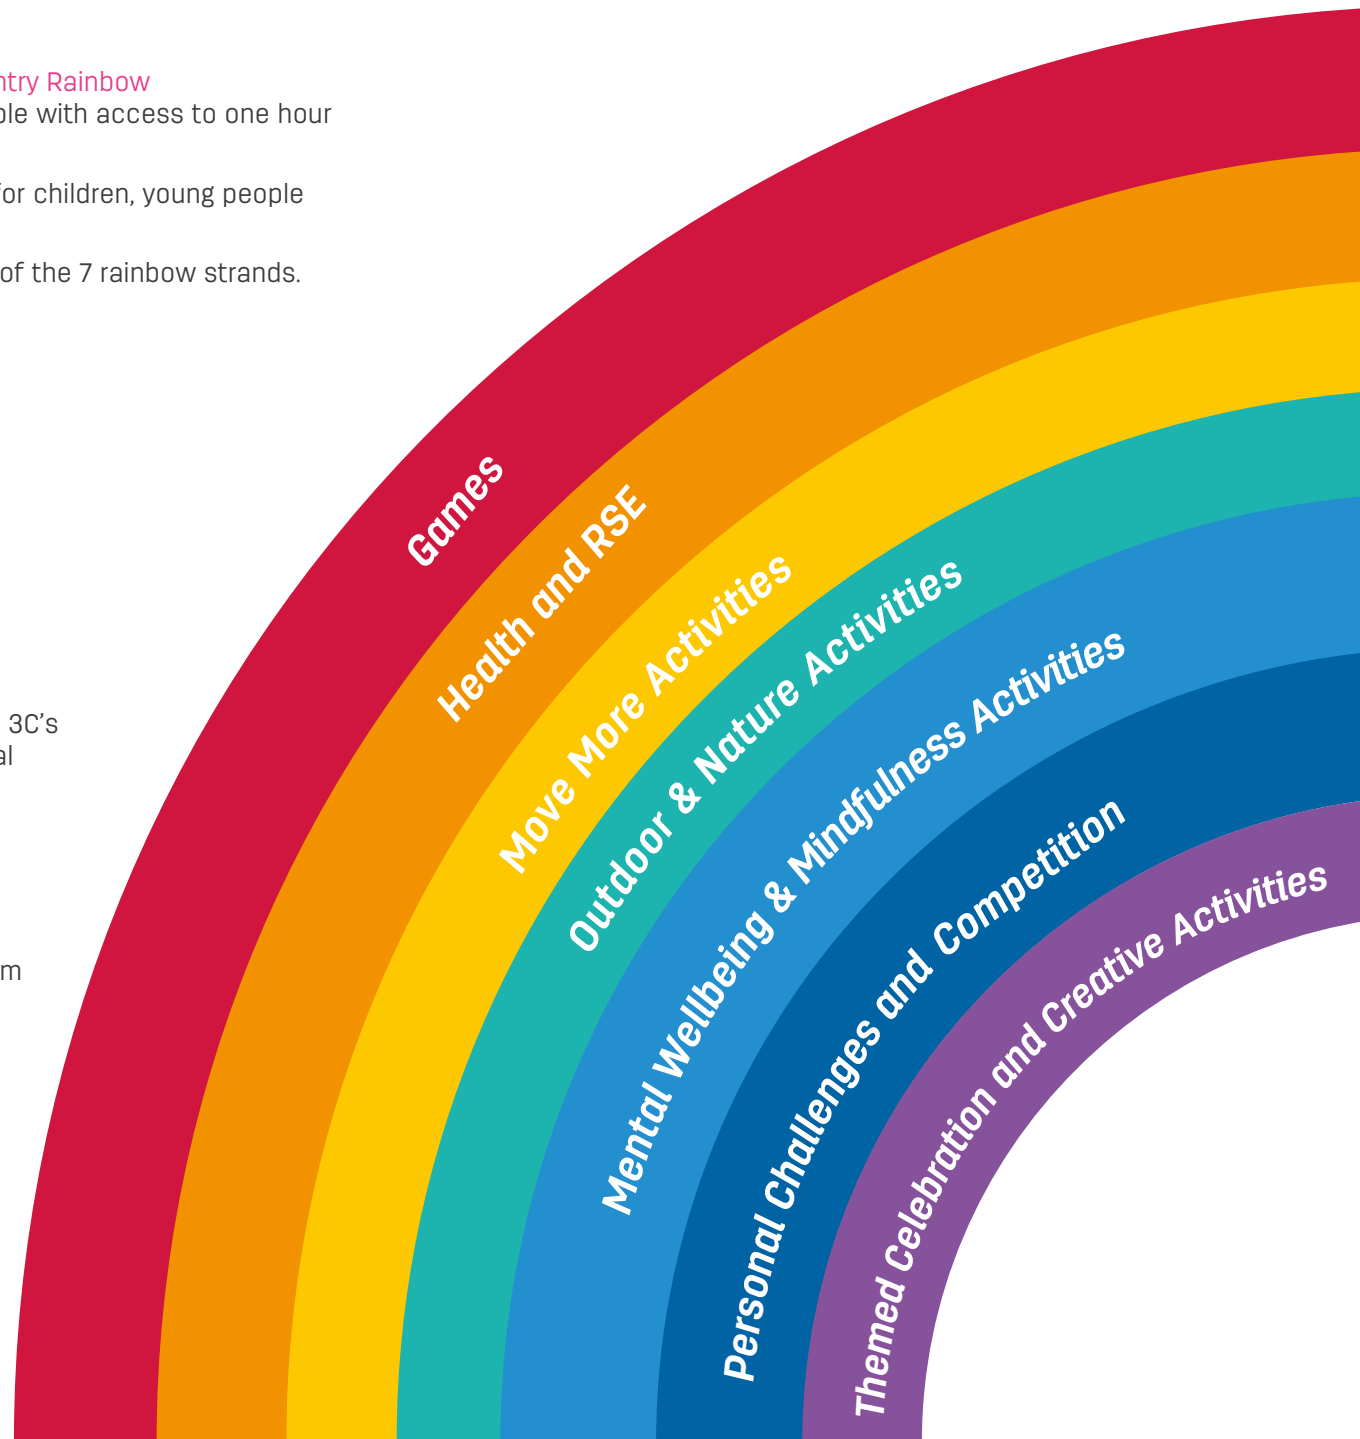 ntry Rainbow
ble with access to one hour
for children, young people
of the 7 rainbow strands.
3C’s
al
m
Games
Health and RSE
Move More Activities
Outdoor & Nature Activities
Mental Wellbeing & Mindfulness Activities
Personal Challenges and Competition
Themed Celebration and Creative Activities